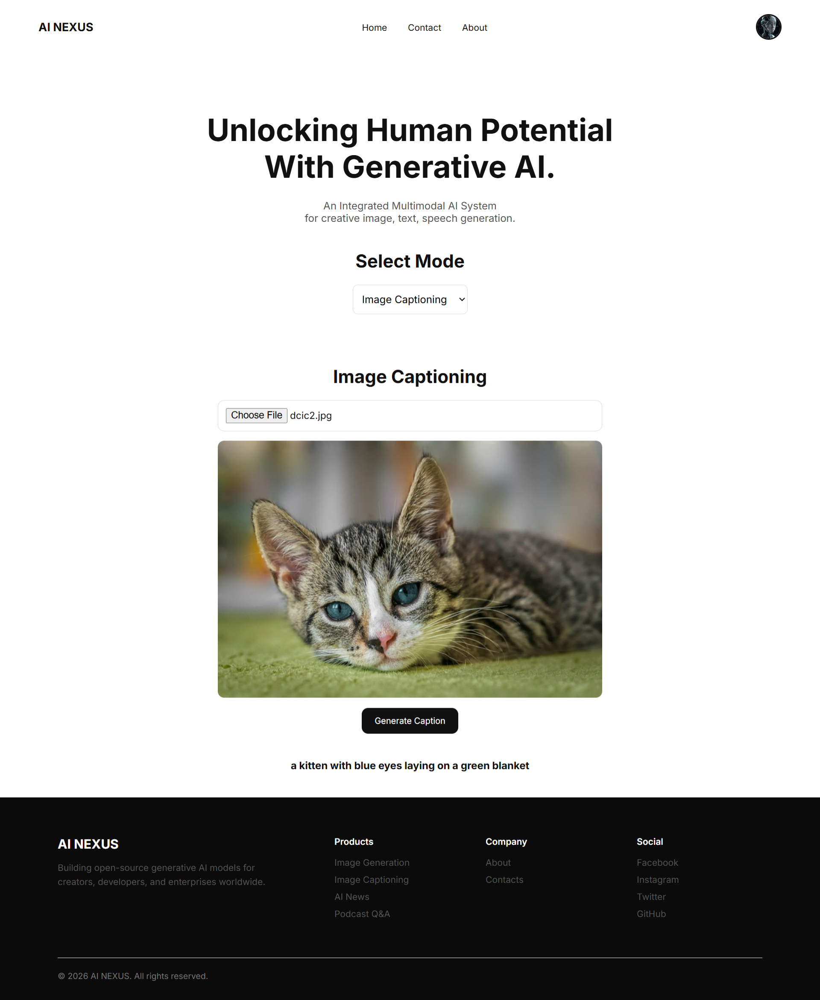 AI NEXUS
Home
Contact
About
Unlocking Human Potential
With Generative AI.
An Integrated Multimodal AI System
for creative image, text, speech generation.
Select Mode
Image Captioning
Image Captioning
Choose File dcic2.jpg
Generate Caption
a kitten with blue eyes laying on a green blanket
AI NEXUS
Building open-source generative AI models for
creators, developers, and enterprises worldwide.
Products
Image Generation
Image Captioning
AI News
Podcast Q&A
Company
About
Contacts
Social
Facebook
Instagram
Twitter
GitHub
© 2026 AI NEXUS. All rights reserved.